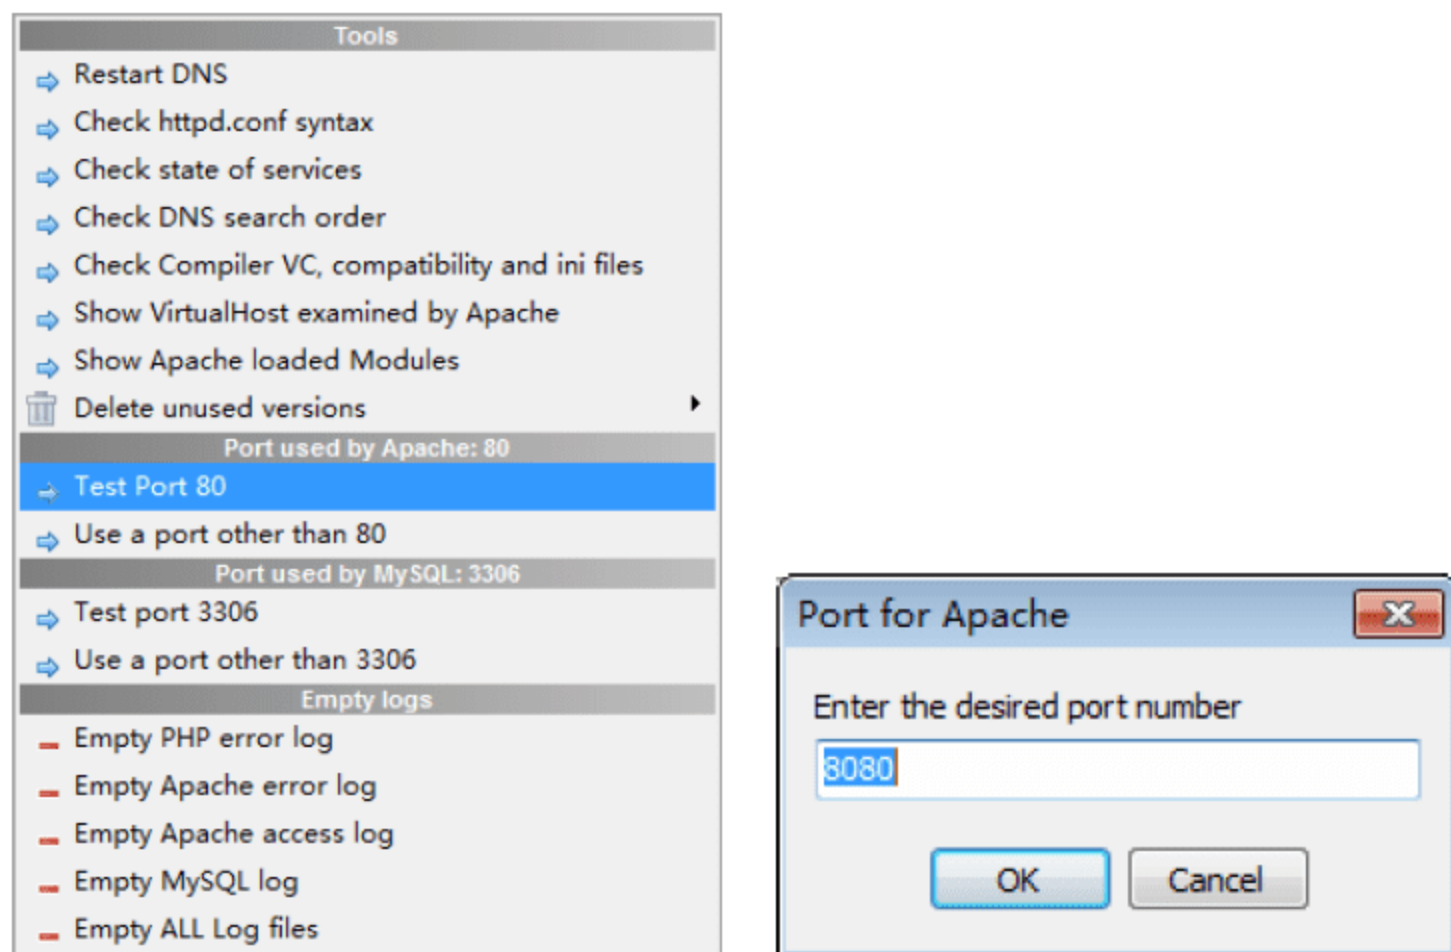 Tools
Restart DNS
Check httpd.conf syntax
Check state of services
Check DNS search order
Check Compiler VC, compatibility and ini files
Show VirtualHost examined by Apache
Show Apache loaded Modules
Delete unused versions
Port used by Apache: 80
Test Port 80
Use a port other than 80
Port used by MySQL: 3306
Test port 3306
Use a port other than 3306
Empty logs
Empty PHP error log
Empty Apache error log
Empty Apache access log
Empty MySQL log
Empty ALL Log files
Port for Apache
Enter the desired port number
8080
OK
Cancel